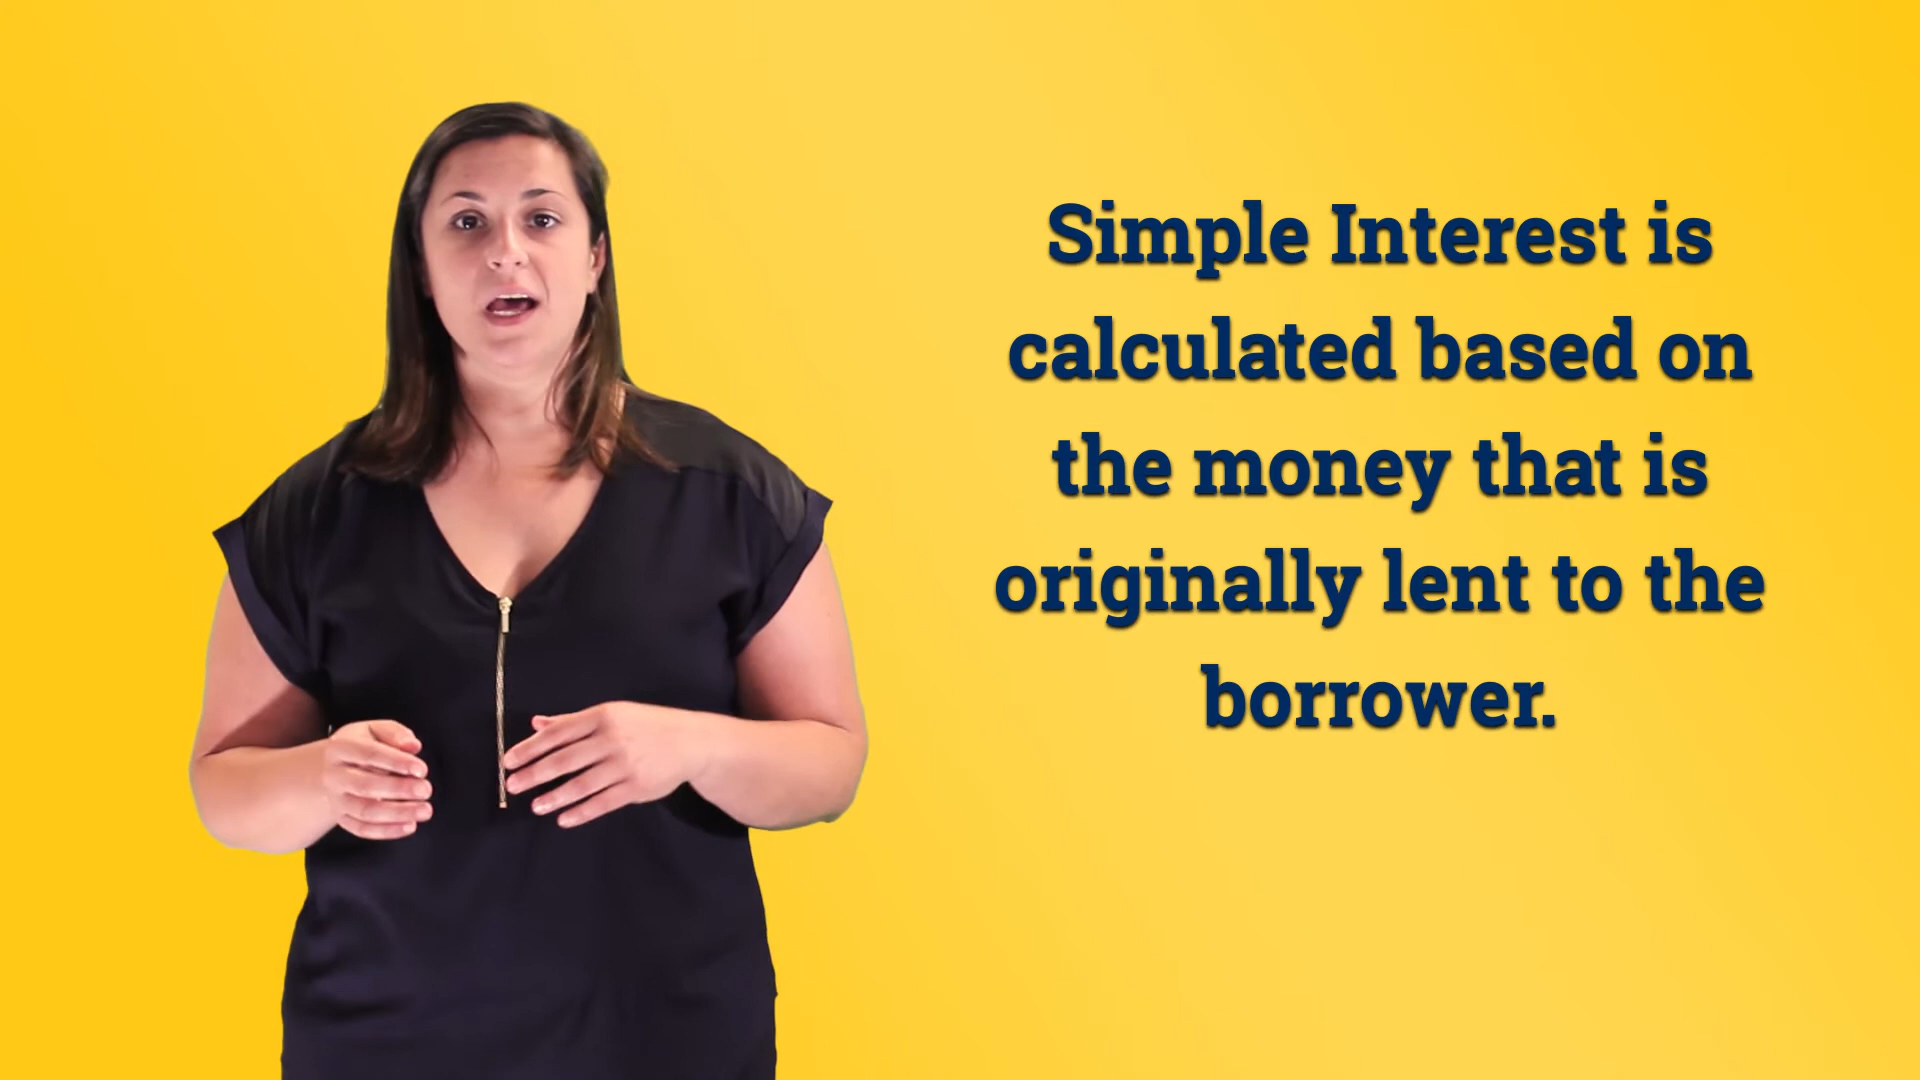 Simple Interest is
calculated based on
the money that is
originally lent to the
borrower.